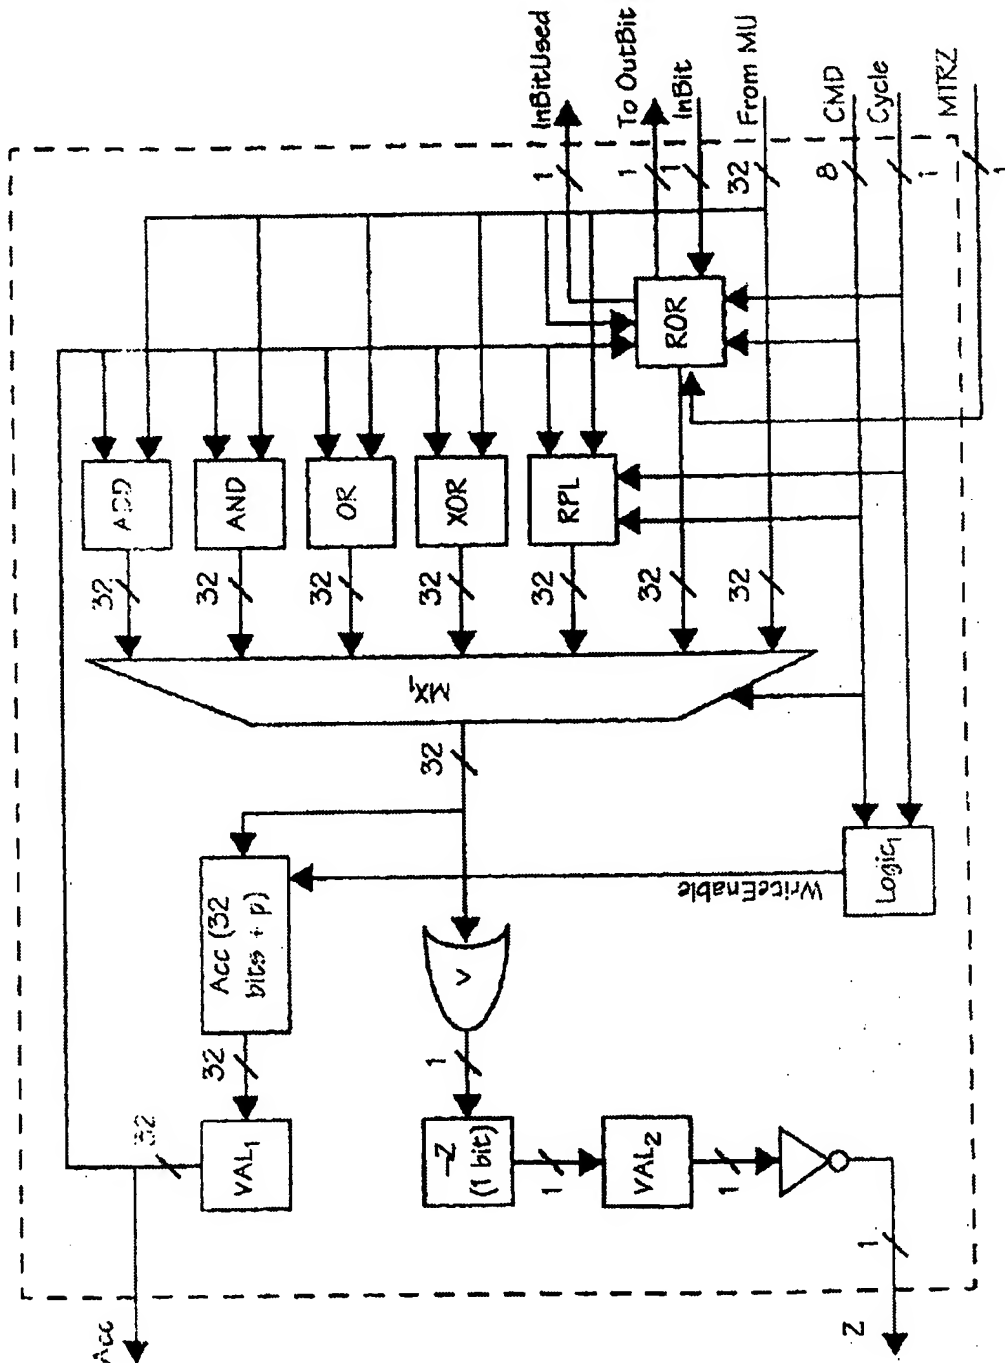 InBitUsed
To OutBit
InBit
From MU
CMD
Cycle
MTRZ
1
1
1
32
8
1
1
ADD
AND
OR
XOR
RPL
ROR
32
32
32
32
32
32
32
MX1
32
Acc (32
bits + p)
WriteEnable
Logic1
V
32
1
32
VAL1
¬Z
(1 bit)
1
VAL2
1
1
Acc
Z